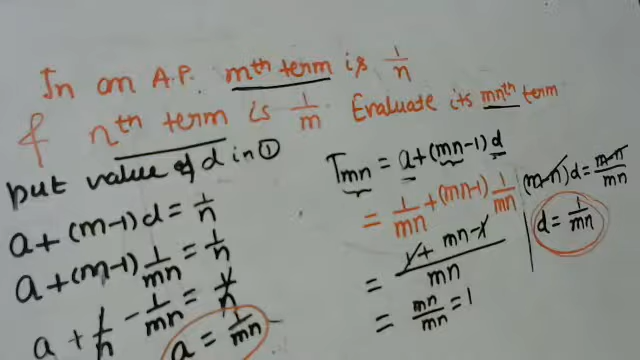 In an A.P. mth term is 1/n
& nth term is 1/m Evaluate its mnth term
put value of d in ①
a + (m-1) d = 1/n
a + (m-1) 1/mn = 1/n
a + 1/n - 1/mn = 1/n
a = 1/mn
Tmn = a + (mn-1) d
= 1/mn + (mn-1) 1/mn
= 1 + mn - 1 / mn
= mn/mn = 1
(m-n) d = m-n/mn
d = 1/mn